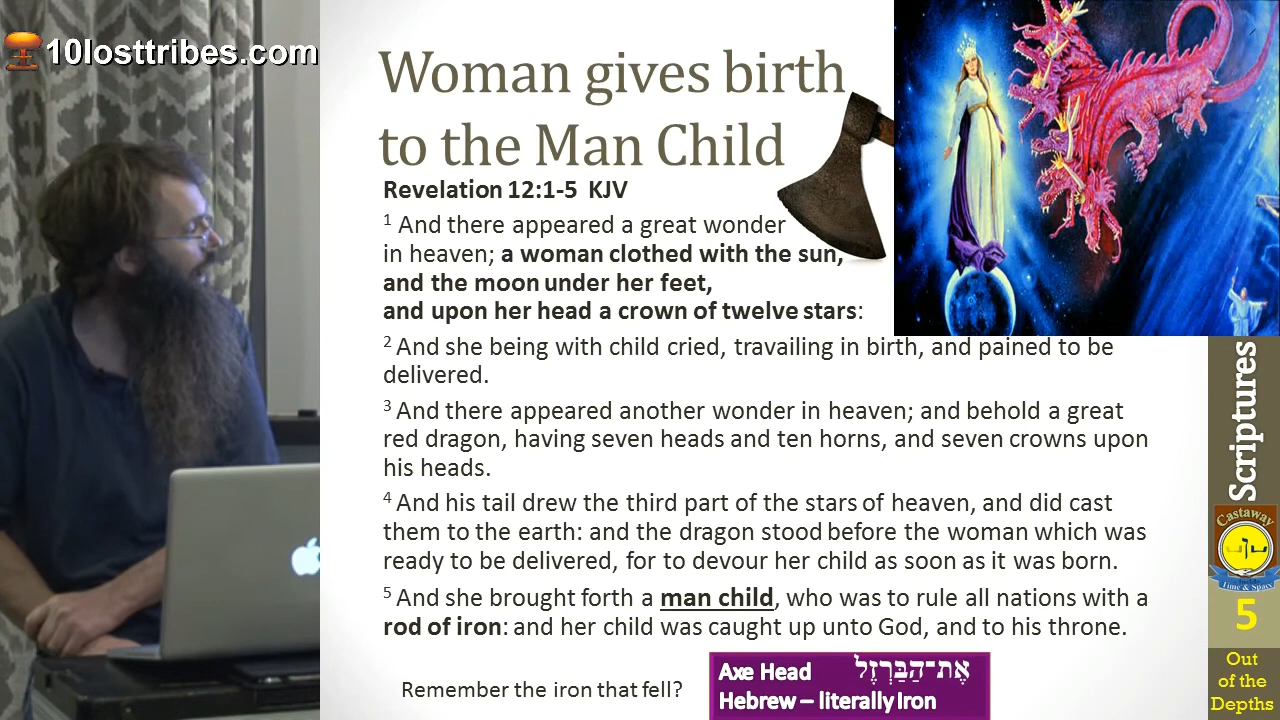 10losttribes.com
Woman gives birth
to the Man Child
Revelation 12:1-5 KJV
1 And there appeared a great wonder
in heaven; a woman clothed with the sun,
and the moon under her feet,
and upon her head a crown of twelve stars:
2 And she being with child cried, travailing in birth, and pained to be
delivered.
3 And there appeared another wonder in heaven; and behold a great
red dragon, having seven heads and ten horns, and seven crowns upon
his heads.
4 And his tail drew the third part of the stars of heaven, and did cast
them to the earth: and the dragon stood before the woman which was
ready to be delivered, for to devour her child as soon as it was born.
5 And she brought forth a man child, who was to rule all nations with a
rod of iron: and her child was caught up unto God, and to his throne.
Remember the iron that fell?
Axe Head אֶת־הַבַּרְזֶל
Hebrew – literally Iron
Scriptures
Castaway
Time & Space
5
Out
of the
Depths